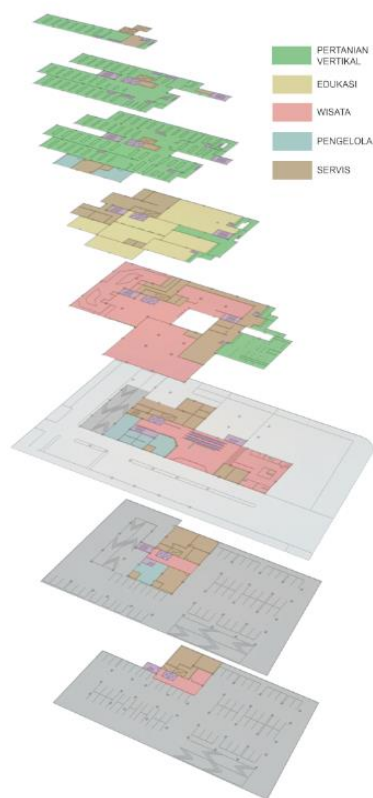 PERTANIAN
VERTIKAL
EDUKASI
WISATA
PENGELOLA
SERVIS